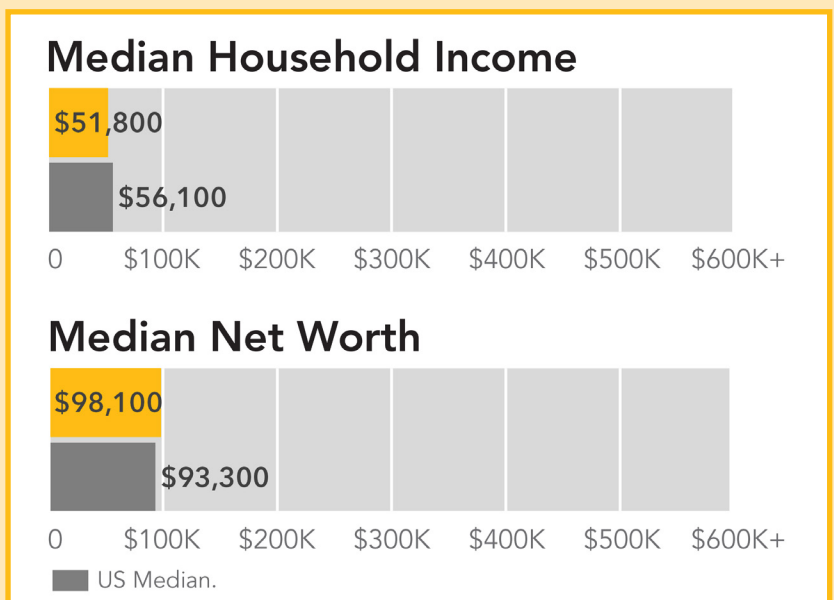 Median Household Income
$51,800
$56,100
0 $100K $200K $300K $400K $500K $600K+
Median Net Worth
$98,100
$93,300
0 $100K $200K $300K $400K $500K $600K+
US Median.